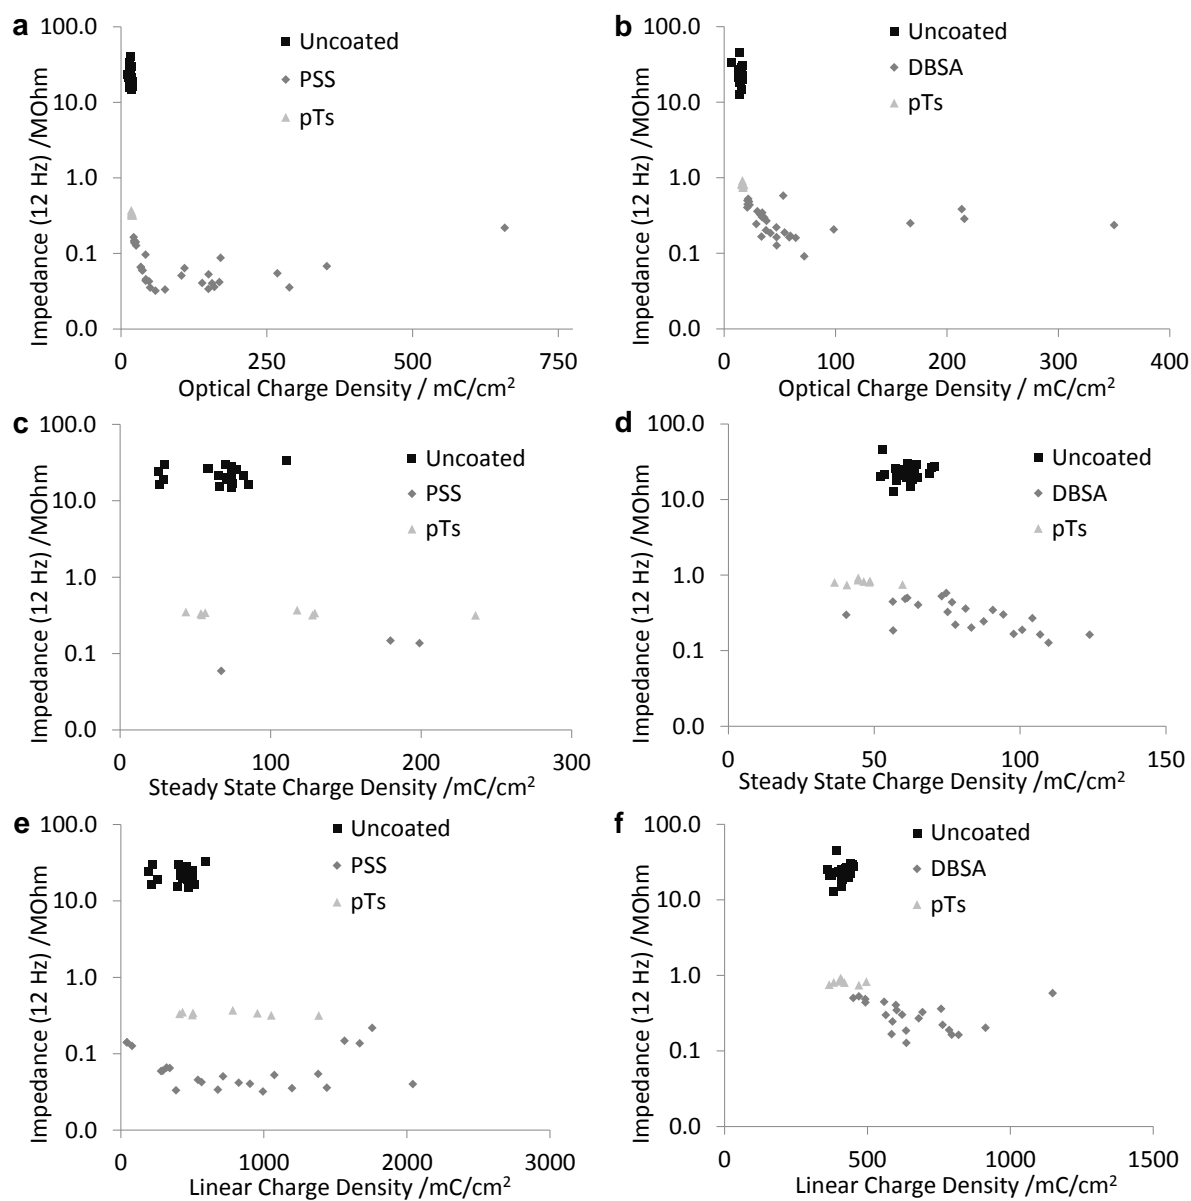 a
Impedance (12 Hz) /MOhm
100.0
10.0
1.0
0.1
0.0
Uncoated
PSS
pTs
0 250 500 750
Optical Charge Density / mC/cm²
b
Impedance (12 Hz) /MOhm
100.0
10.0
1.0
0.1
0.0
Uncoated
DBSA
pTs
0 100 200 300 400
Optical Charge Density / mC/cm²
c
Impedance (12 Hz) /MOhm
100.0
10.0
1.0
0.1
0.0
Uncoated
PSS
pTs
0 100 200 300
Steady State Charge Density /mC/cm²
d
Impedance (12 Hz) /MOhm
100.0
10.0
1.0
0.1
0.0
Uncoated
DBSA
pTs
0 50 100 150
Steady State Charge Density /mC/cm²
e
Impedance (12 Hz) /MOhm
100.0
10.0
1.0
0.1
0.0
Uncoated
PSS
pTs
0 1000 2000 3000
Linear Charge Density /mC/cm²
f
Impedance (12 Hz) /MOhm
100.0
10.0
1.0
0.1
0.0
Uncoated
DBSA
pTs
0 500 1000 1500
Linear Charge Density /mC/cm²